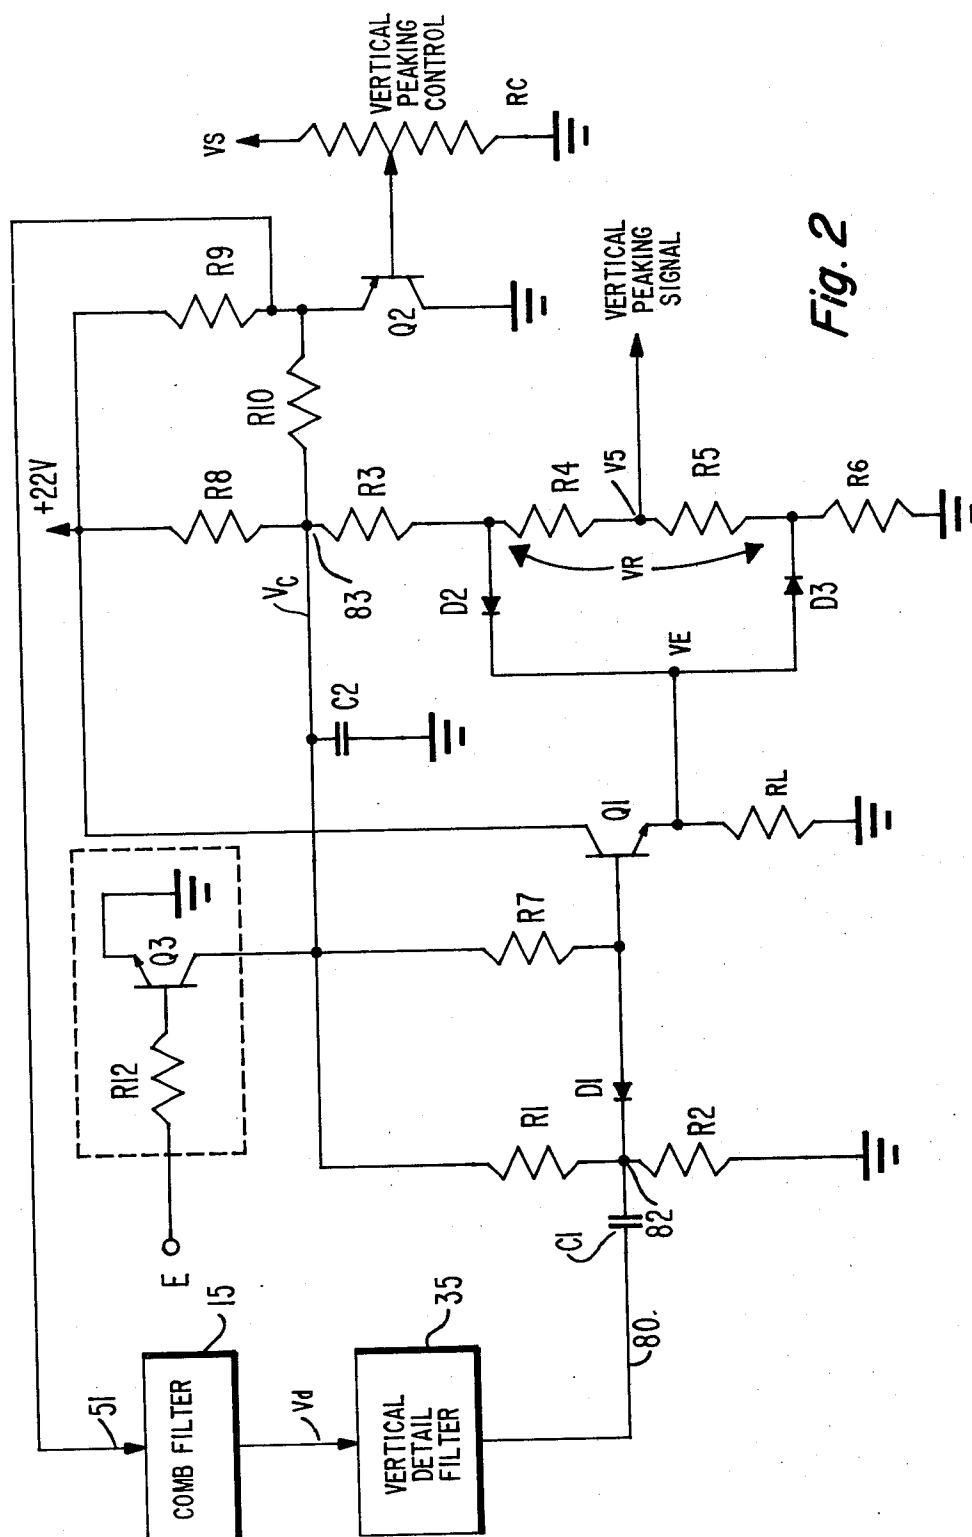 51
COMB FILTER
15
Vd
VERTICAL
DETAIL
FILTER
35
80.
E
R12
Q3
C1
82
R1
R2
D1
R7
Q1
RL
C2
VC
83
+22V
R8
R9
R10
R3
D2
VE
D3
VR
R4
V5
R5
R6
VERTICAL
PEAKING
SIGNAL
Q2
VS
VERTICAL
PEAKING
CONTROL
RC
Fig. 2